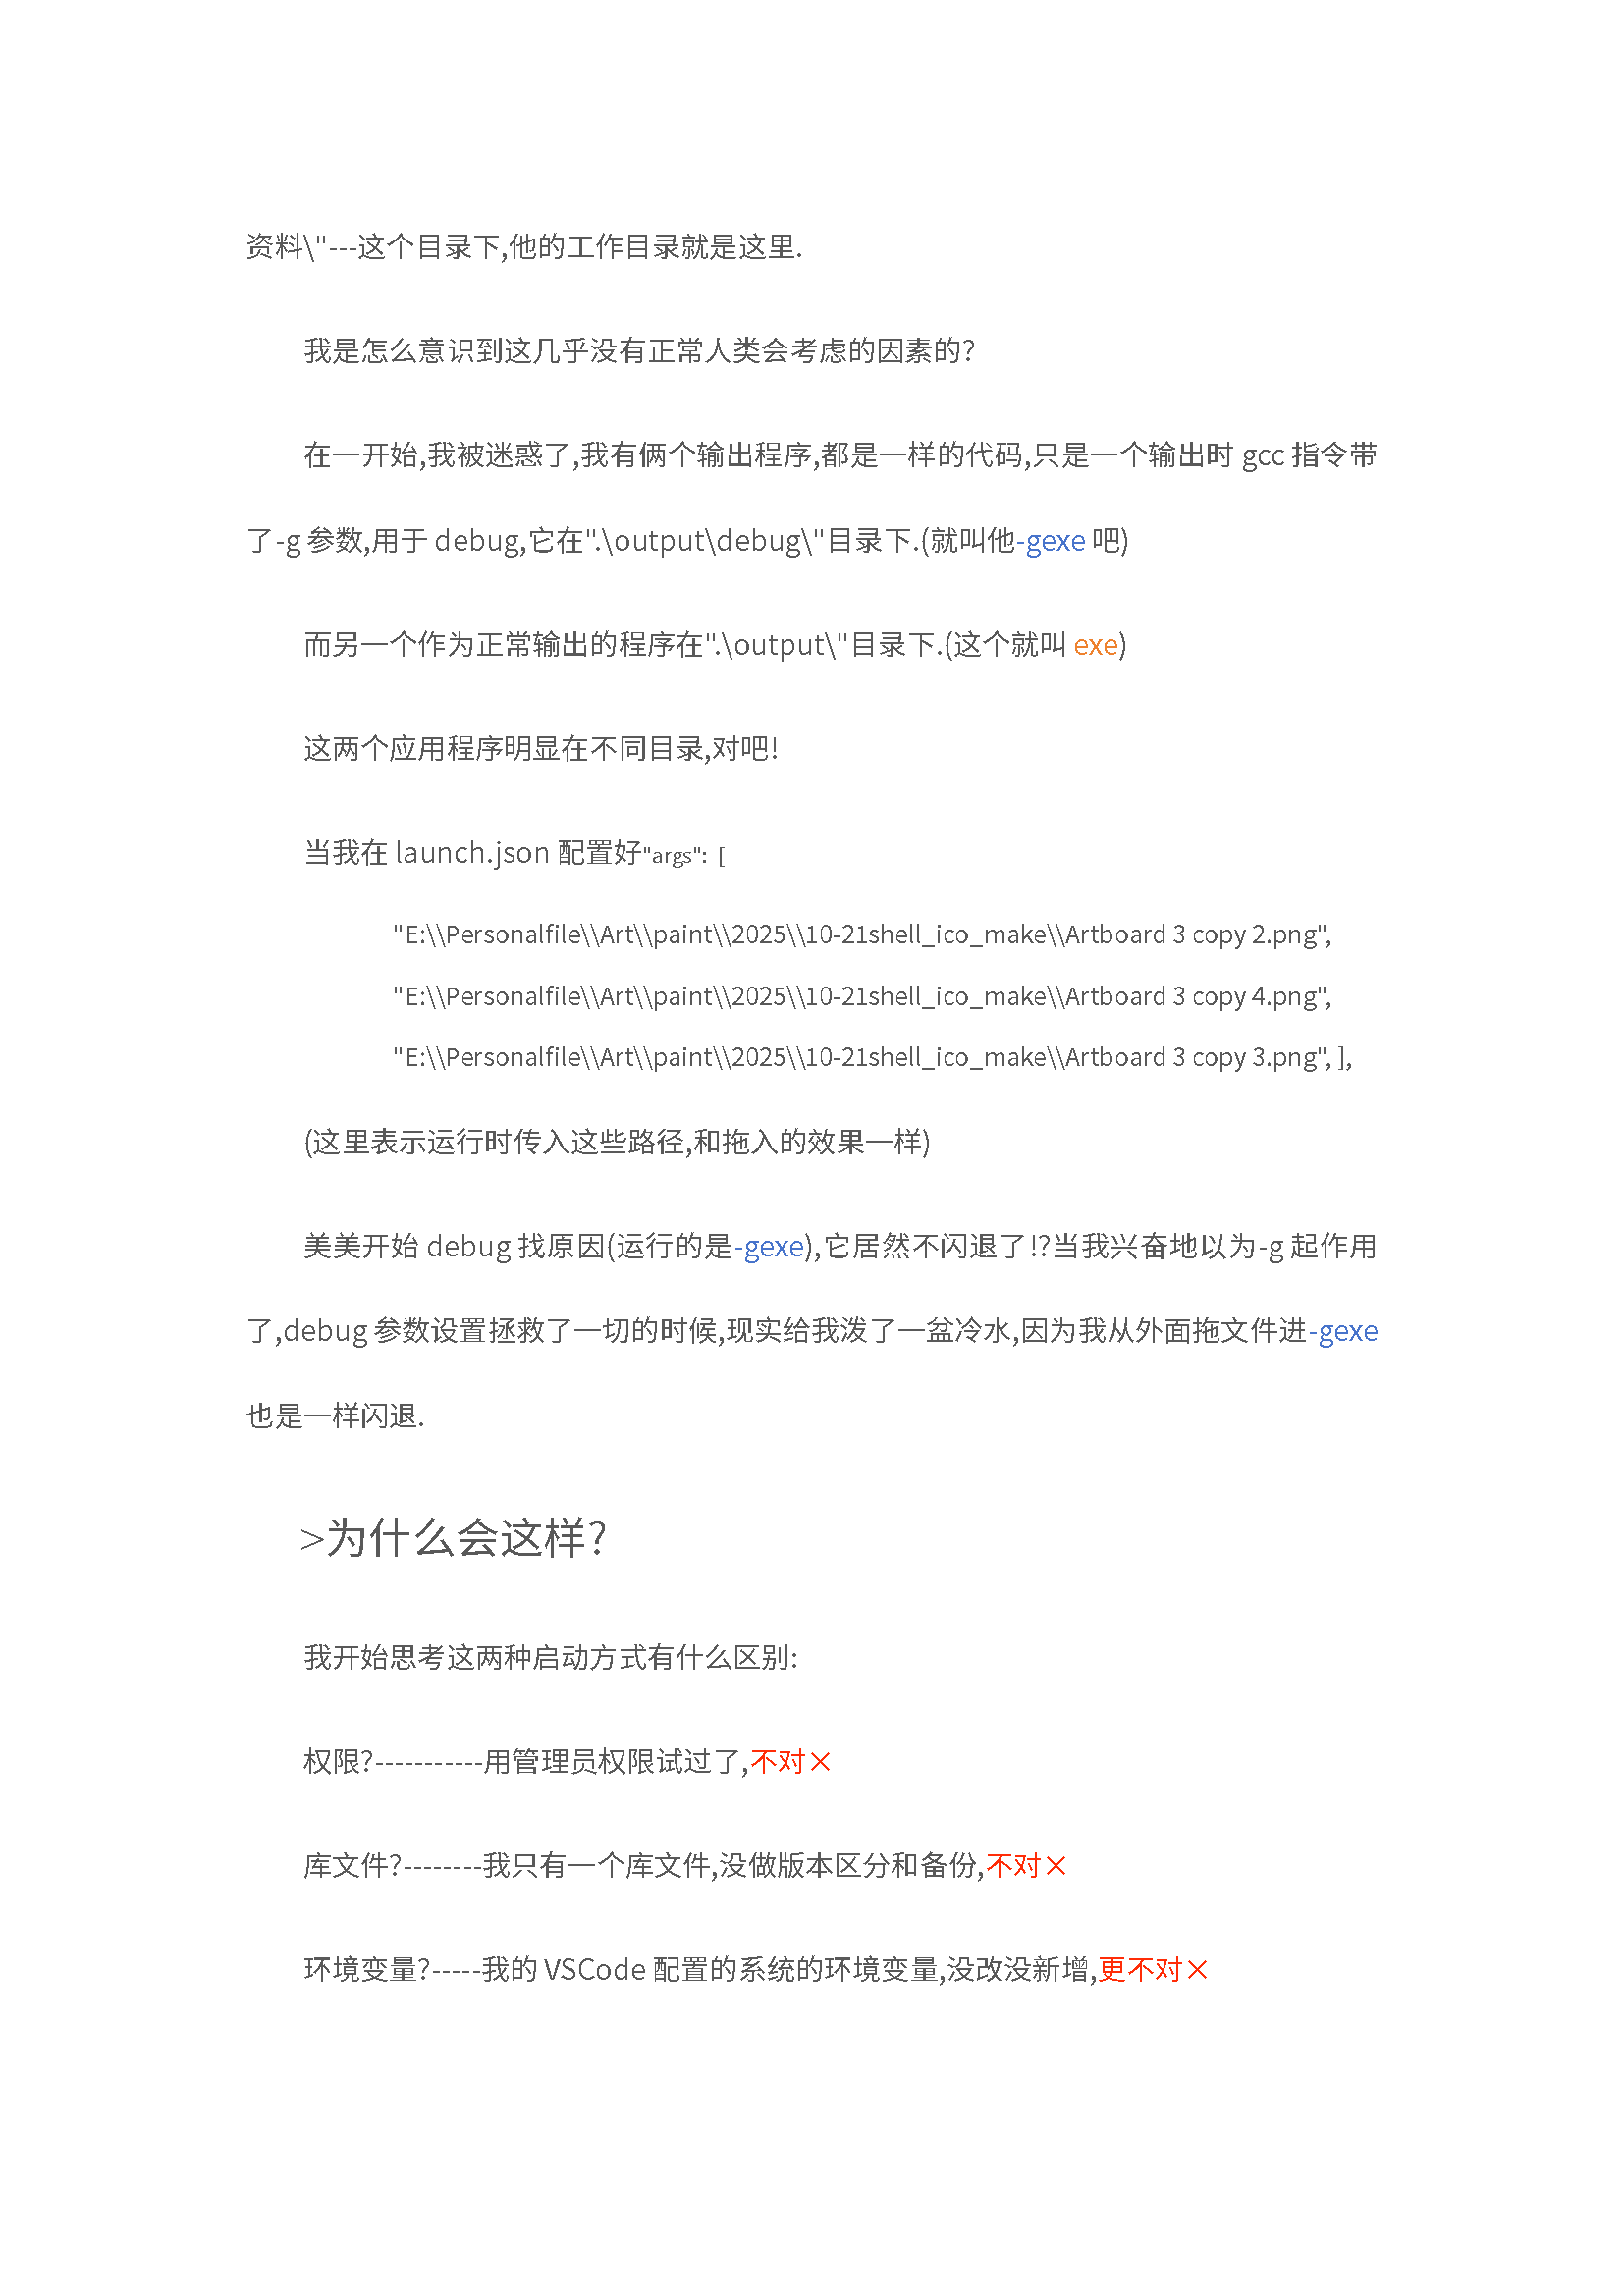 资料\"---这个目录下,他的工作目录就是这里.
我是怎么意识到这几乎没有正常人类会考虑的因素的?
在一开始,我被迷惑了,我有俩个输出程序,都是一样的代码,只是一个输出时 gcc 指令带
了-g 参数,用于 debug,它在".\output\debug\"目录下.(就叫他-gexe 吧)
而另一个作为正常输出的程序在".\output\"目录下.(这个就叫 exe)
这两个应用程序明显在不同目录,对吧!
当我在 launch.json 配置好"args": [
"E:\\Personalfile\\Art\\paint\\2025\\10-21shell_ico_make\\Artboard 3 copy 2.png",
"E:\\Personalfile\\Art\\paint\\2025\\10-21shell_ico_make\\Artboard 3 copy 4.png",
"E:\\Personalfile\\Art\\paint\\2025\\10-21shell_ico_make\\Artboard 3 copy 3.png", ],
(这里表示运行时传入这些路径,和拖入的效果一样)
美美开始 debug 找原因(运行的是-gexe),它居然不闪退了!?当我兴奋地以为-g 起作用
了,debug 参数设置拯救了一切的时候,现实给我泼了一盆冷水,因为我从外面拖文件进-gexe
也是一样闪退.
>为什么会这样?
我开始思考这两种启动方式有什么区别:
权限?-----------用管理员权限试过了,不对×
库文件?--------我只有一个库文件,没做版本区分和备份,不对×
环境变量?-----我的 VSCode 配置的系统的环境变量,没改没新增,更不对×